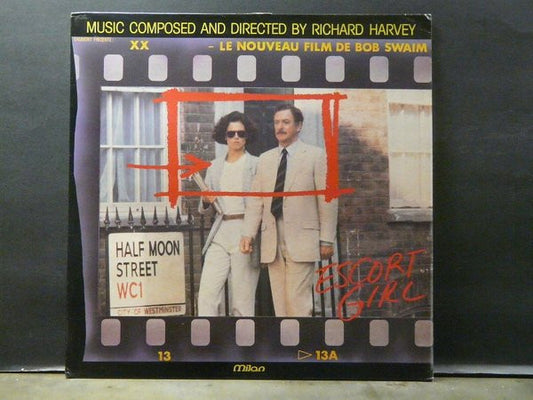 MUSIC COMPOSED AND DIRECTED BY RICHARD HARVEY
XX
– LE NOUVEAU FILM DE BOB SWAIM
HALF MOON
STREET
WC1
CITY OF WESTMINSTER
ESCORT
GIRL
13
▷ 13A
Milan